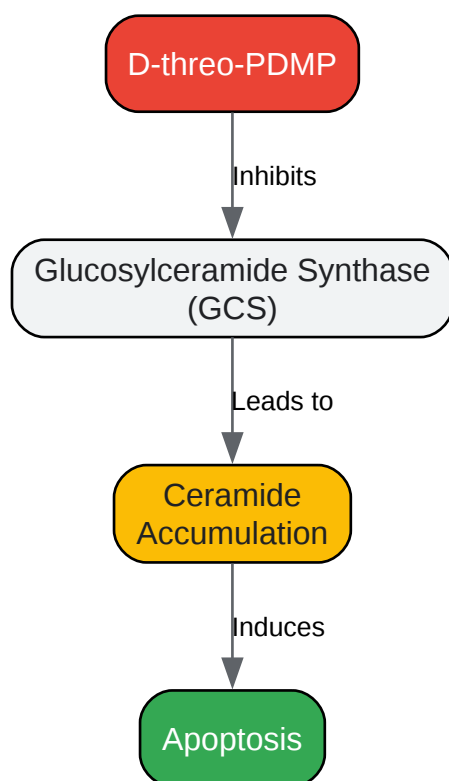 D-threo-PDMP
Inhibits
Glucosylceramide Synthase
(GCS)
Leads to
Ceramide
Accumulation
Induces
Apoptosis